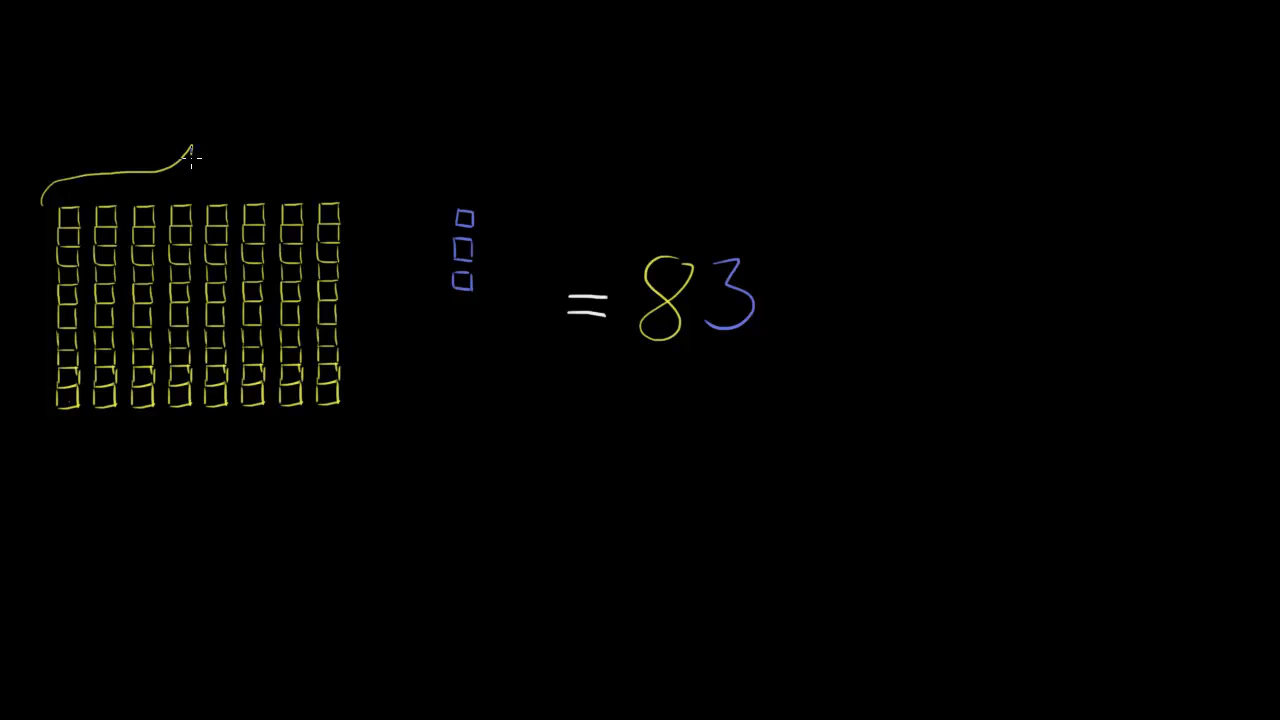 = 83